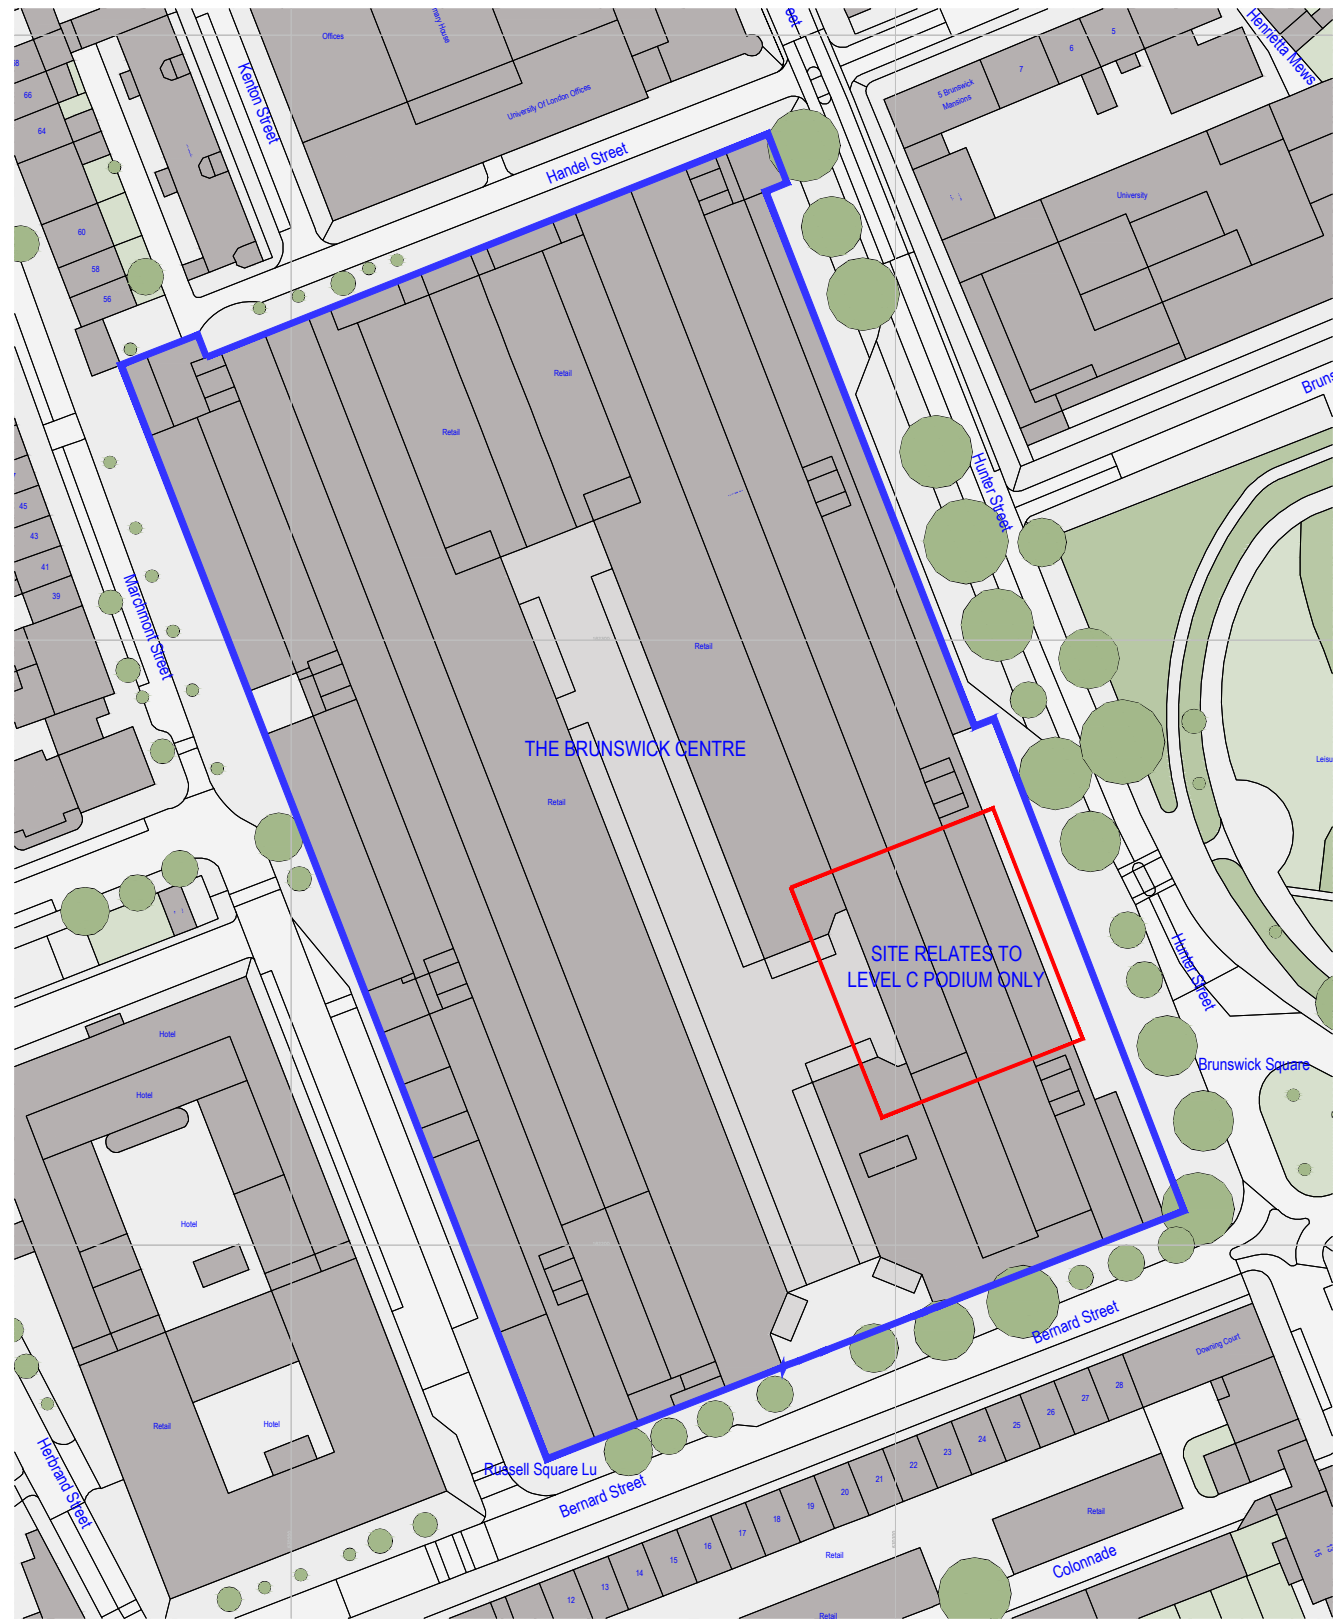 Offices
Kenton Street
University Of London Offices
Handel Street
Henrietta Mews
5
6
7
5 Brunswick
Mansions
University
66
64
60
58
56
Retail
Retail
45
43
41
39
Marchmont Street
Hunter Street
Retail
THE BRUNSWICK CENTRE
Retail
SITE RELATES TO
LEVEL C PODIUM ONLY
Hunter Street
Brunswick Square
Hotel
Hotel
Hotel
Hotel
Retail
Herbrand Street
Russell Square Lu
Bernard Street
Bernard Street
Downing Court
28
27
26
25
24
23
22
21
20
19
18
17
16
15
14
13
12
Retail
Retail
Retail
Colonnade
15